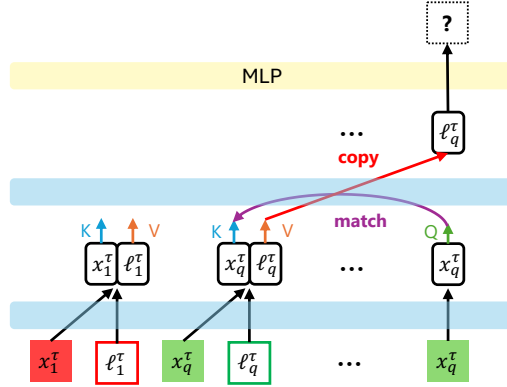 ?
MLP
... ℓ_q^τ
copy
match
K V K V Q
x_1^τ ℓ_1^τ x_q^τ ℓ_q^τ ... x_q^τ
x_1^τ ℓ_1^τ x_q^τ ℓ_q^τ ... x_q^τ